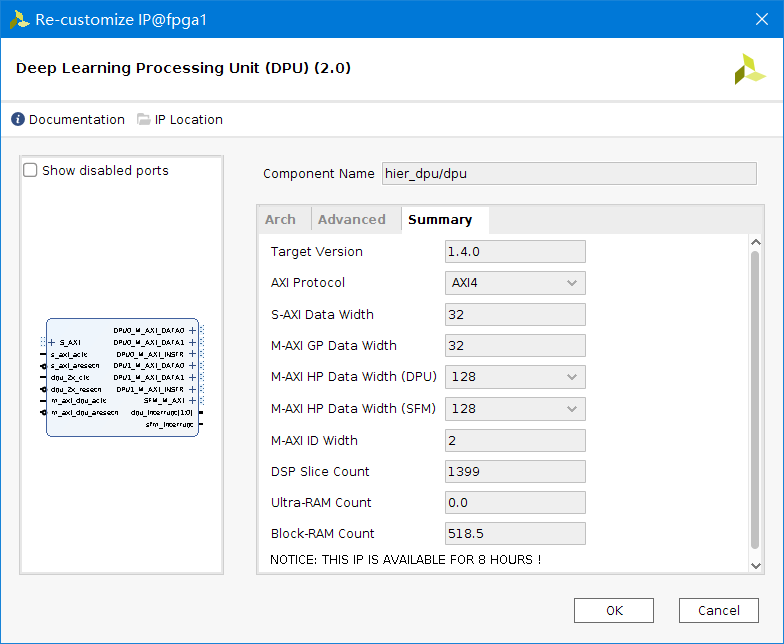 Re-customize IP@fpga1
Deep Learning Processing Unit (DPU) (2.0)
Documentation IP Location
Show disabled ports
DPU0_M_AXI_DATA0
S_AXI DPU0_M_AXI_DATA1
s_axi_aclk DPU0_M_AXI_INSTR
s_axi_aresetn DPU1_M_AXI_DATA0
dpu_2x_clk DPU1_M_AXI_DATA1
dpu_2x_resetn DPU1_M_AXI_INSTR
m_axi_dpu_aclk SFM_M_AXI
m_axi_dpu_aresetn dpu_interrupt[1:0]
sfm_interrupt
Component Name hier_dpu/dpu
Arch Advanced Summary
Target Version 1.4.0
AXI Protocol AXI4
S-AXI Data Width 32
M-AXI GP Data Width 32
M-AXI HP Data Width (DPU) 128
M-AXI HP Data Width (SFM) 128
M-AXI ID Width 2
DSP Slice Count 1399
Ultra-RAM Count 0.0
Block-RAM Count 518.5
NOTICE: THIS IP IS AVAILABLE FOR 8 HOURS !
OK Cancel